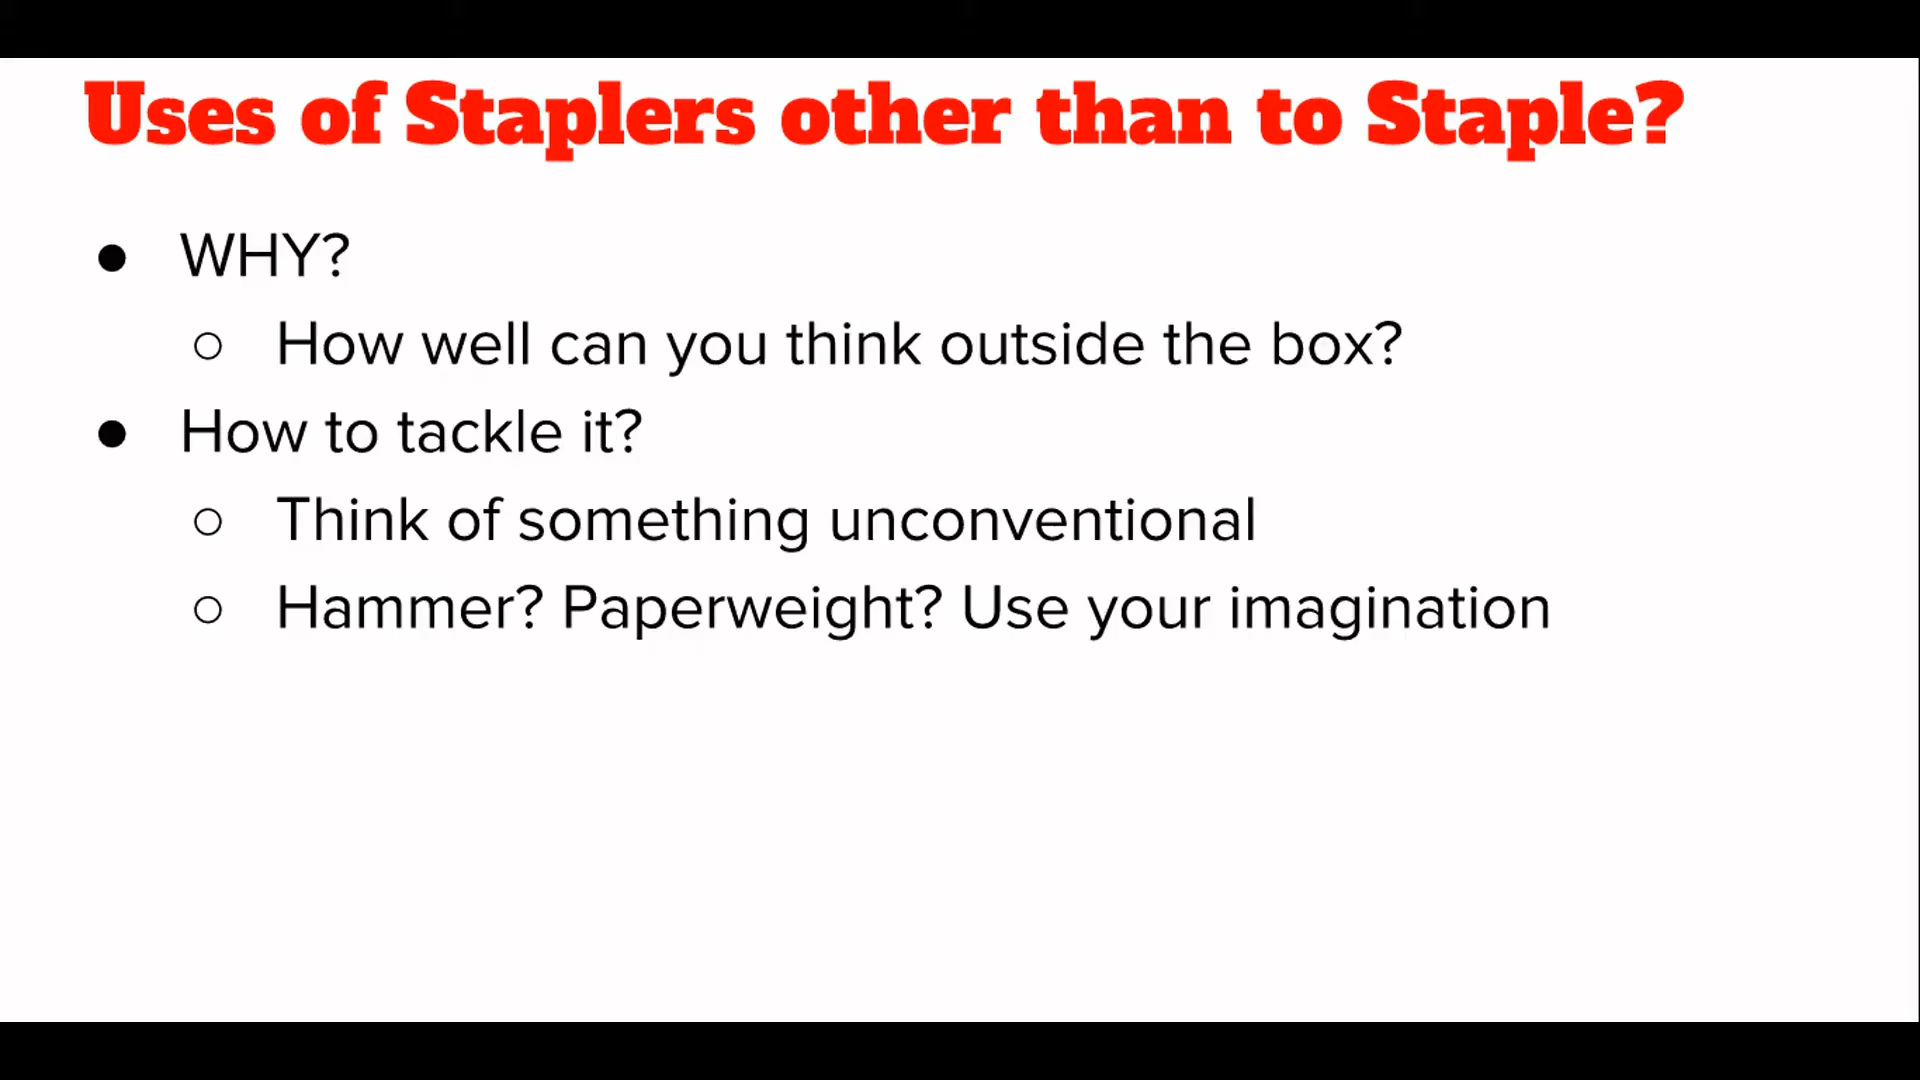 Uses of Staplers other than to Staple?
● WHY?
○ How well can you think outside the box?
● How to tackle it?
○ Think of something unconventional
○ Hammer? Paperweight? Use your imagination